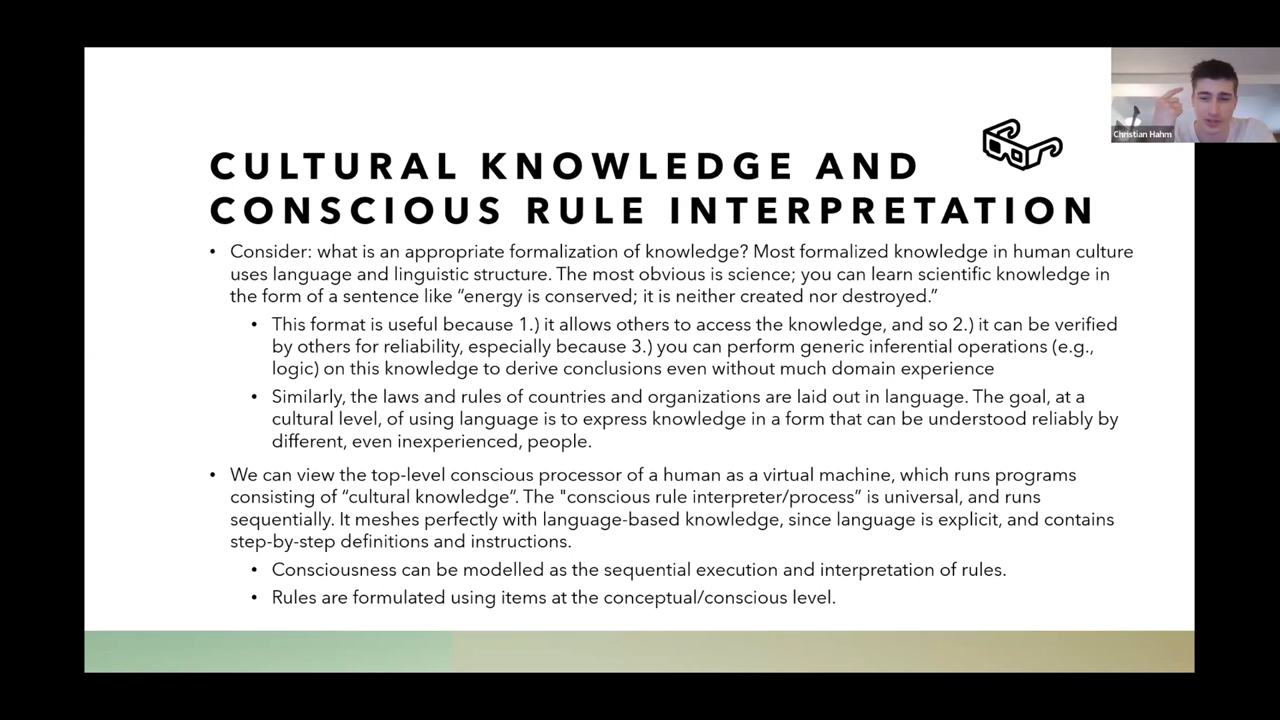 Christian Hahm
CULTURAL KNOWLEDGE AND
CONSCIOUS RULE INTERPRETATION
• Consider: what is an appropriate formalization of knowledge? Most formalized knowledge in human culture
uses language and linguistic structure. The most obvious is science; you can learn scientific knowledge in
the form of a sentence like “energy is conserved; it is neither created nor destroyed.”
• This format is useful because 1.) it allows others to access the knowledge, and so 2.) it can be verified
by others for reliability, especially because 3.) you can perform generic inferential operations (e.g.,
logic) on this knowledge to derive conclusions even without much domain experience
• Similarly, the laws and rules of countries and organizations are laid out in language. The goal, at a
cultural level, of using language is to express knowledge in a form that can be understood reliably by
different, even inexperienced, people.
• We can view the top-level conscious processor of a human as a virtual machine, which runs programs
consisting of “cultural knowledge”. The "conscious rule interpreter/process” is universal, and runs
sequentially. It meshes perfectly with language-based knowledge, since language is explicit, and contains
step-by-step definitions and instructions.
• Consciousness can be modelled as the sequential execution and interpretation of rules.
• Rules are formulated using items at the conceptual/conscious level.